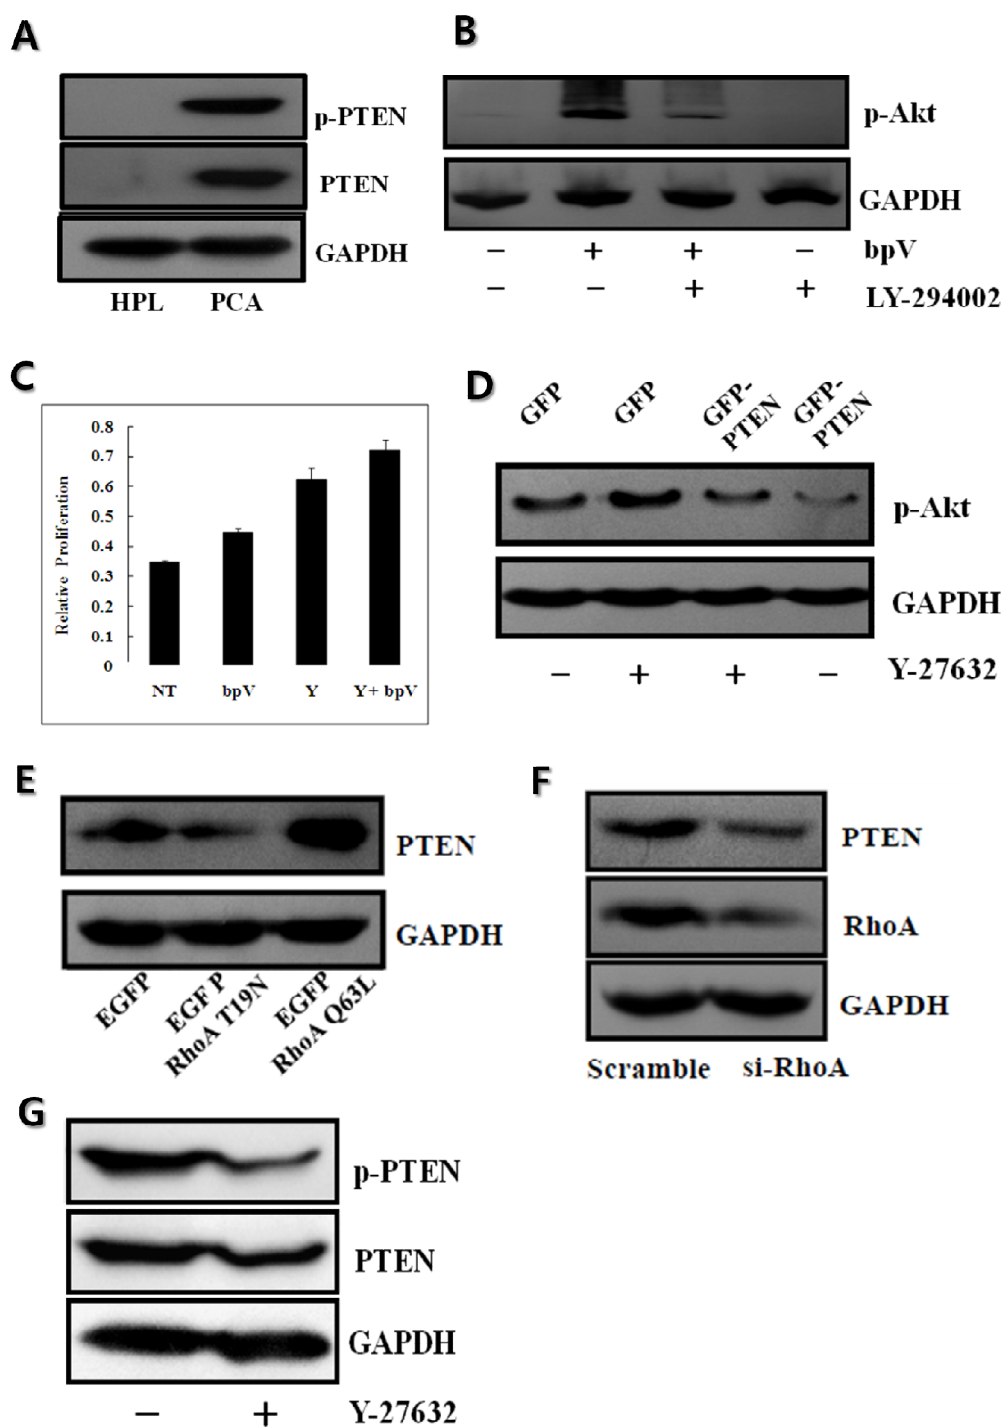 A
p-PTEN
PTEN
GAPDH
HPL PCA
B
p-Akt
GAPDH
− + + − bpV
− − + + LY-294002
C
Relative Proliferation
0.8
0.7
0.6
0.5
0.4
0.3
0.2
0.1
0
NT bpV Y Y+ bpV
D
GFP
GFP
GFP-
PTEN
GFP-
PTEN
p-Akt
GAPDH
− + + − Y-27632
E
PTEN
GAPDH
EGFP
EGF P
RhoA T19N
EGFP
RhoA Q63L
F
PTEN
RhoA
GAPDH
Scramble si-RhoA
G
p-PTEN
PTEN
GAPDH
− + Y-27632